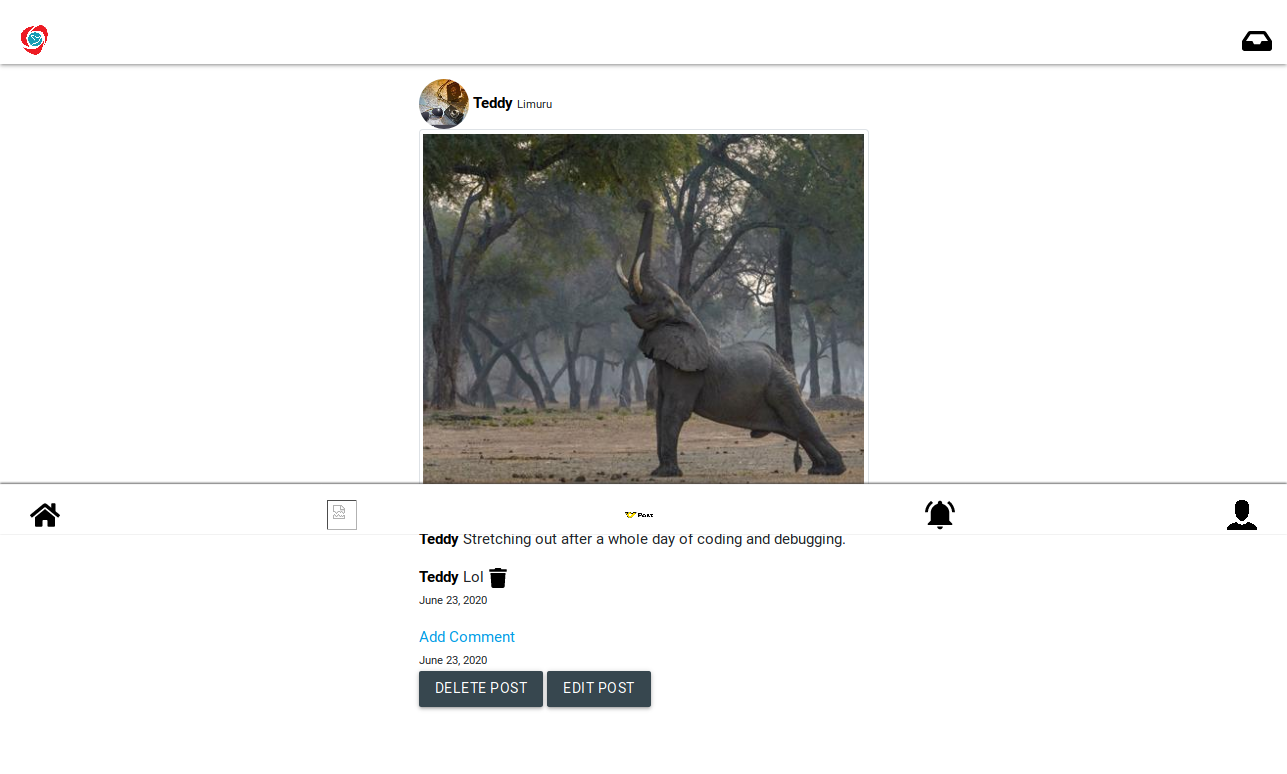 Teddy Limuru
Post
Teddy Stretching out after a whole day of coding and debugging.
Teddy Lol
June 23, 2020
Add Comment
June 23, 2020
DELETE POST EDIT POST